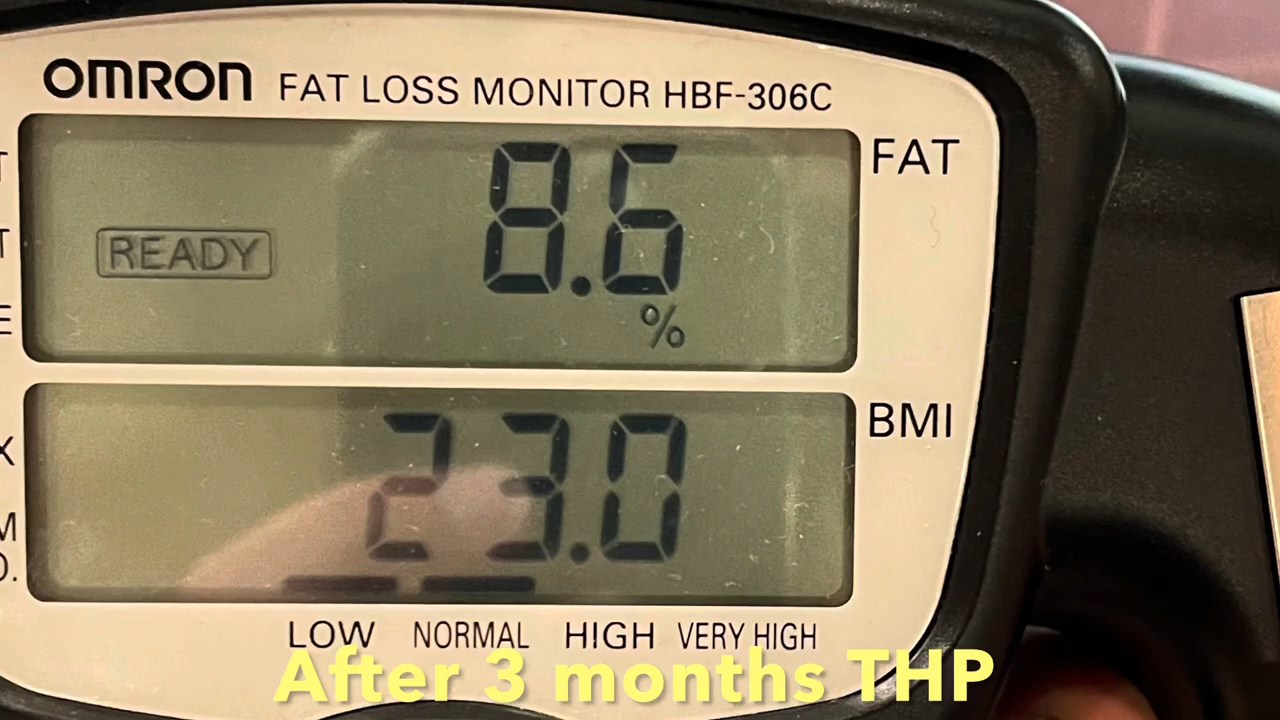 OMRON FAT LOSS MONITOR HBF-306C
8.6 FAT
READY
%
23.0 BMI
LOW NORMAL HIGH VERY HIGH
After 3 months THP